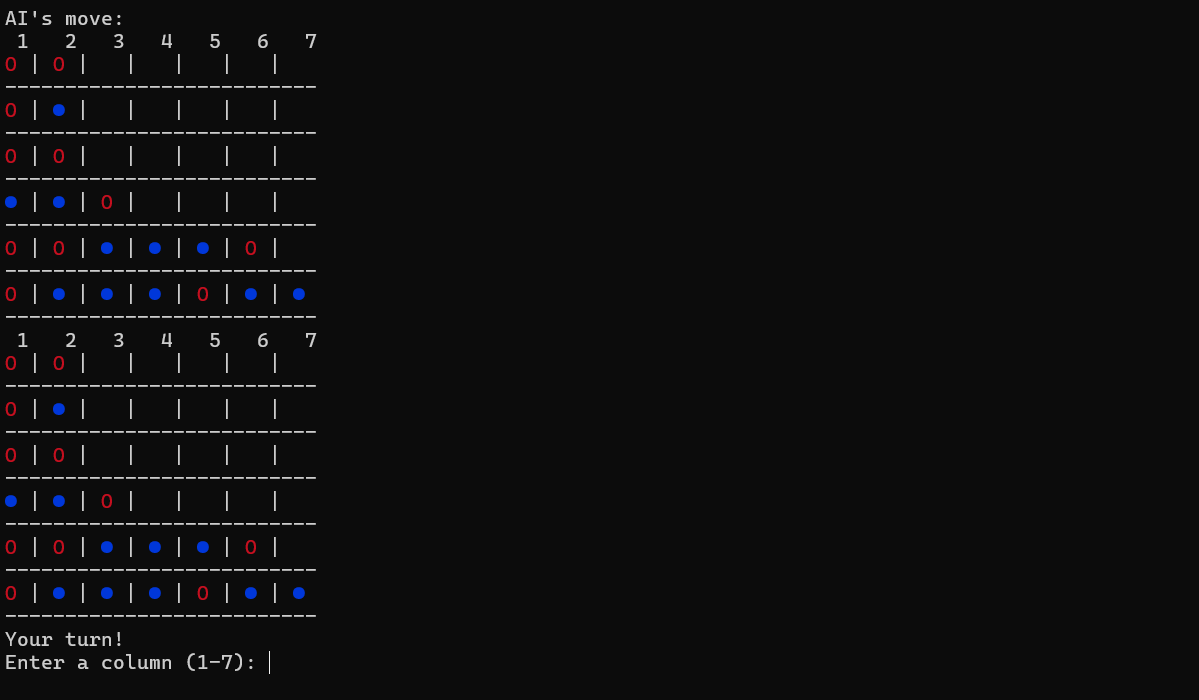 AI's move:
 1   2   3   4   5   6   7
O | O |   |   |   |   |
--------------------------
O | ● |   |   |   |   |
--------------------------
O | O |   |   |   |   |
--------------------------
● | ● | O |   |   |   |
--------------------------
O | O | ● | ● | ● | O |
--------------------------
O | ● | ● | ● | O | ● | ●
--------------------------
 1   2   3   4   5   6   7
O | O |   |   |   |   |
--------------------------
O | ● |   |   |   |   |
--------------------------
O | O |   |   |   |   |
--------------------------
● | ● | O |   |   |   |
--------------------------
O | O | ● | ● | ● | O |
--------------------------
O | ● | ● | ● | O | ● | ●
--------------------------
Your turn!
Enter a column (1-7):